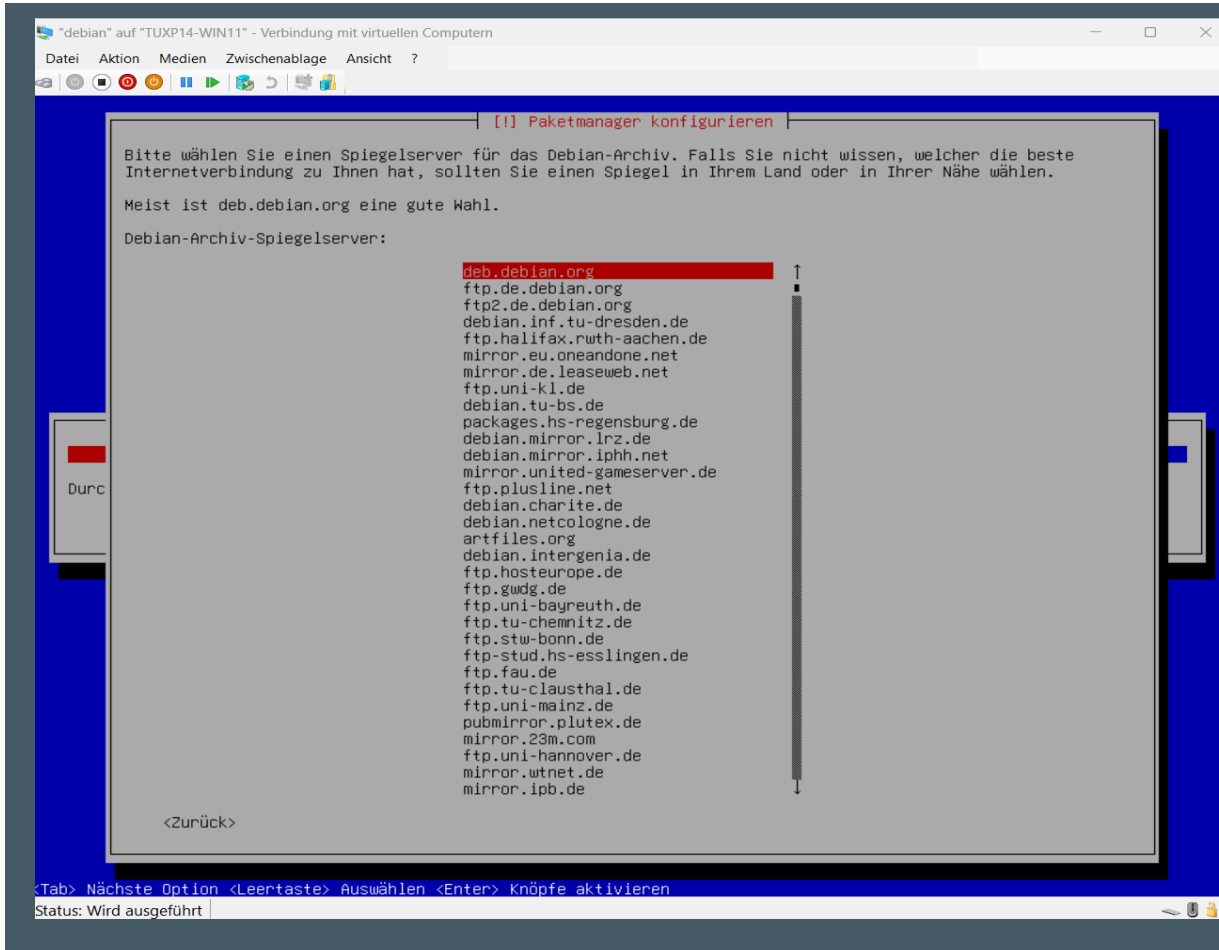 "debian" auf "TUXP14-WIN11" - Verbindung mit virtuellen Computern
Datei Aktion Medien Zwischenablage Ansicht ?
[!] Paketmanager konfigurieren
Bitte wählen Sie einen Spiegelserver für das Debian-Archiv. Falls Sie nicht wissen, welcher die beste
Internetverbindung zu Ihnen hat, sollten Sie einen Spiegel in Ihrem Land oder in Ihrer Nähe wählen.
Meist ist deb.debian.org eine gute Wahl.
Debian-Archiv-Spiegelserver:
deb.debian.org
ftp.de.debian.org
ftp2.de.debian.org
debian.inf.tu-dresden.de
ftp.halifax.rwth-aachen.de
mirror.eu.oneandone.net
mirror.de.leaseweb.net
ftp.uni-kl.de
debian.tu-bs.de
packages.hs-regensburg.de
debian.mirror.lrz.de
debian.mirror.iphh.net
mirror.united-gameserver.de
Durc
ftp.plusline.net
debian.charite.de
debian.netcologne.de
artfiles.org
debian.intergenia.de
ftp.hosteurope.de
ftp.gwdg.de
ftp.uni-bayreuth.de
ftp.tu-chemnitz.de
ftp.stw-bonn.de
ftp-stud.hs-esslingen.de
ftp.fau.de
ftp.tu-clausthal.de
ftp.uni-mainz.de
pubmirror.plutex.de
mirror.23m.com
ftp.uni-hannover.de
mirror.wtnet.de
mirror.ipb.de
<Zurück>
<Tab> Nächste Option <Leertaste> Auswählen <Enter> Knöpfe aktivieren
Status: Wird ausgeführt